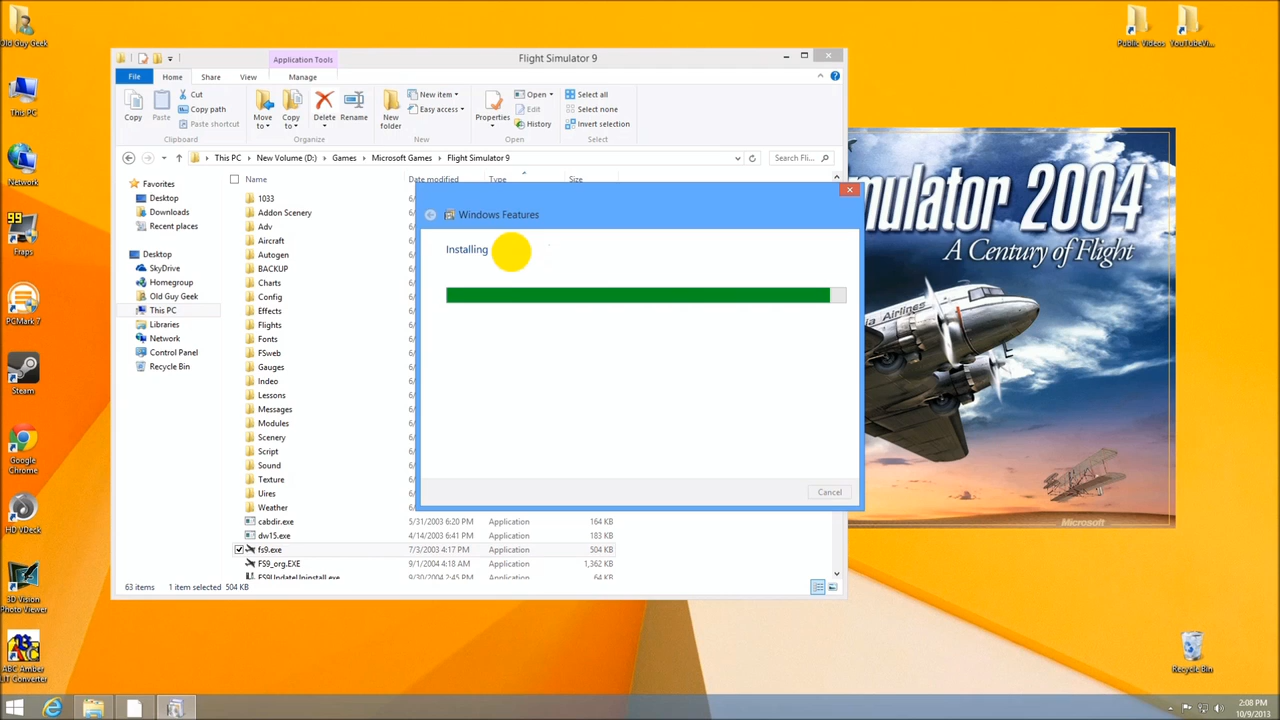 Old Guy Geek
This PC
Network
99
Fraps
PCMark 7
Steam
Google
Chrome
HD VDeck
3D Vision
Photo Viewer
ABC Amber
LIT Converter
Public Videos
YouTubeVi...
Recycle Bin
Application Tools
Flight Simulator 9
File
Home
Share
View
Manage
Copy
Paste
Cut
Copy path
Paste shortcut
Clipboard
Move
to
Copy
to
Delete
Rename
Organize
New
folder
New item
Easy access
New
Properties
Open
Edit
History
Open
Select all
Select none
Invert selection
Select
This PC
New Volume (D:)
Games
Microsoft Games
Flight Simulator 9
Search Fli...
Favorites
Desktop
Downloads
Recent places
Desktop
SkyDrive
Homegroup
Old Guy Geek
This PC
Libraries
Network
Control Panel
Recycle Bin
Name Date modified Type Size
1033
Addon Scenery
Adv
Aircraft
Autogen
BACKUP
Charts
Config
Effects
Flights
Fonts
FSweb
Gauges
Indeo
Lessons
Messages
Modules
Scenery
Script
Sound
Texture
Uires
Weather
cabdir.exe 5/31/2003 6:20 PM Application 164 KB
dw15.exe 4/14/2003 6:41 PM Application 183 KB
fs9.exe 7/3/2003 4:17 PM Application 504 KB
FS9_org.EXE 9/1/2004 4:18 AM Application 1,362 KB
FS9UpdateUninstall.exe 9/30/2004 2:45 PM Application 64 KB
63 items 1 item selected 504 KB
Windows Features
Installing
Cancel
mulator 2004
A Century of Flight
ia Airlines
Microsoft
2:08 PM
10/9/2013